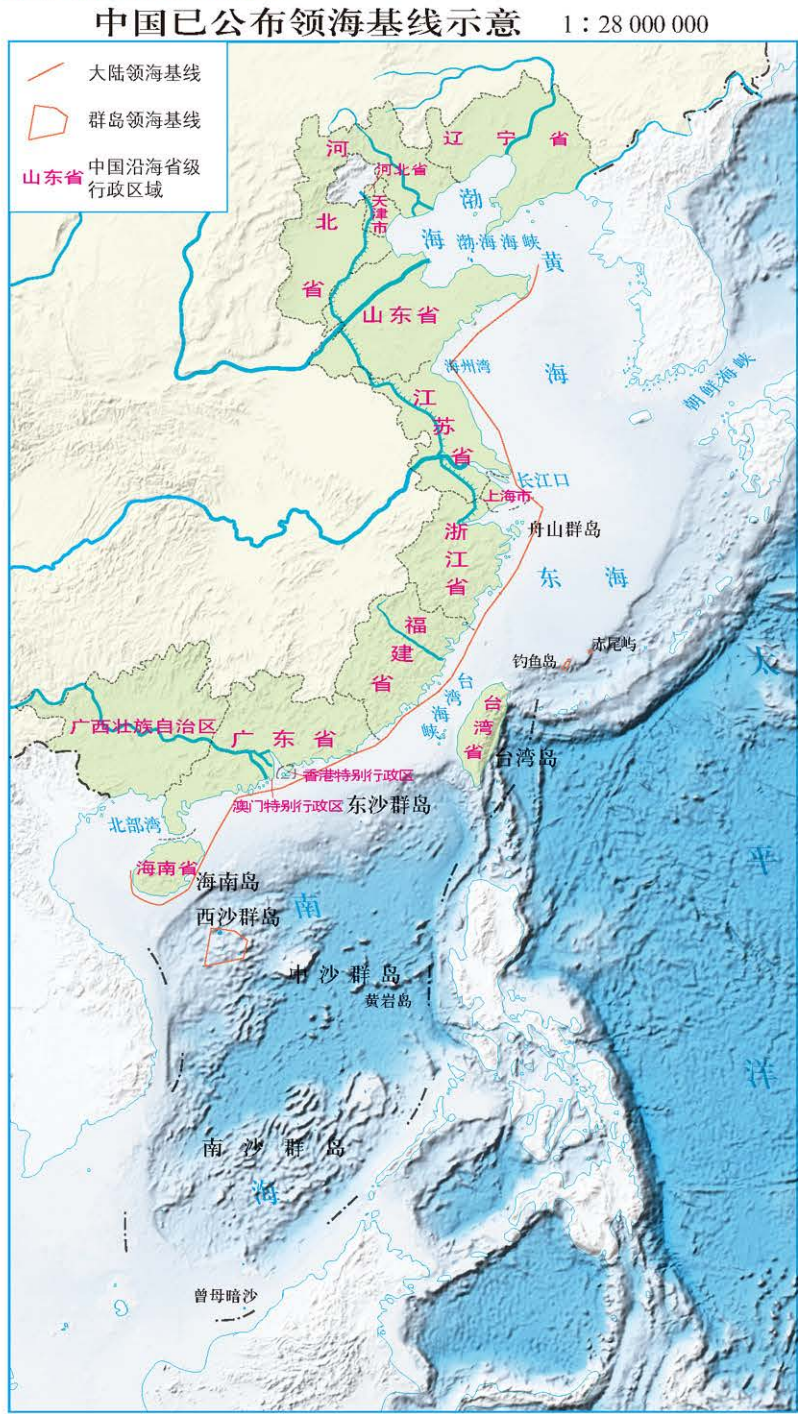 中国已公布领海基线示意 1：28 000 000
大陆领海基线
群岛领海基线
山东省 中国沿海省级
行政区域
辽宁省
河北省
河北省
天津市
渤海
渤海海峡
黄海
山东省
海州湾
朝鲜海峡
江苏省
长江口
上海市
舟山群岛
浙江省
东海
福建省
钓鱼岛
赤尾屿
台湾海峡
台湾省
台湾岛
太平洋
广西壮族自治区
广东省
香港特别行政区
澳门特别行政区
东沙群岛
北部湾
海南省
海南岛
西沙群岛
南海
中沙群岛
黄岩岛
南沙群岛
曾母暗沙